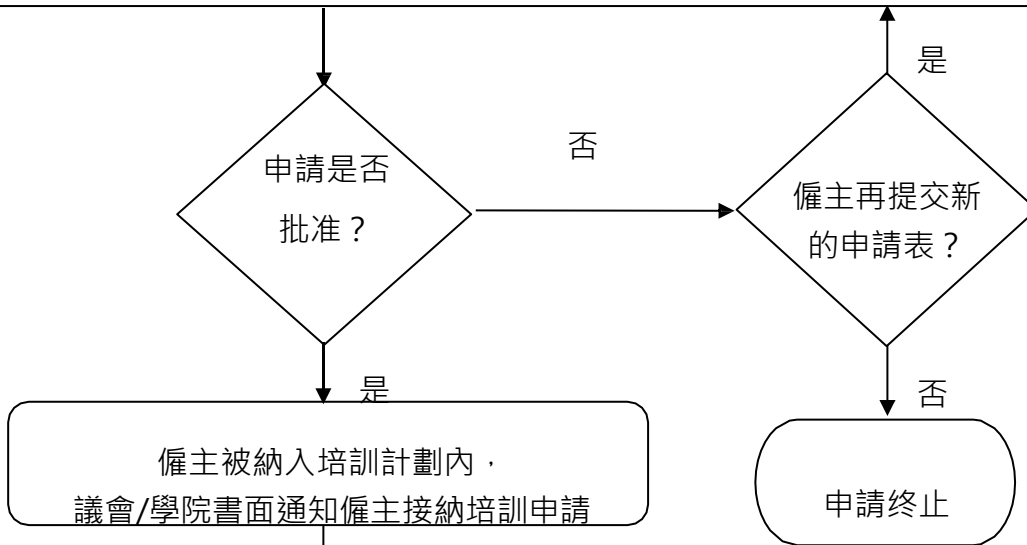 是
否
申請是否
批准？
僱主再提交新
的申請表？
是
否
僱主被納入培訓計劃內，
議會/學院書面通知僱主接納培訓申請
申請终止